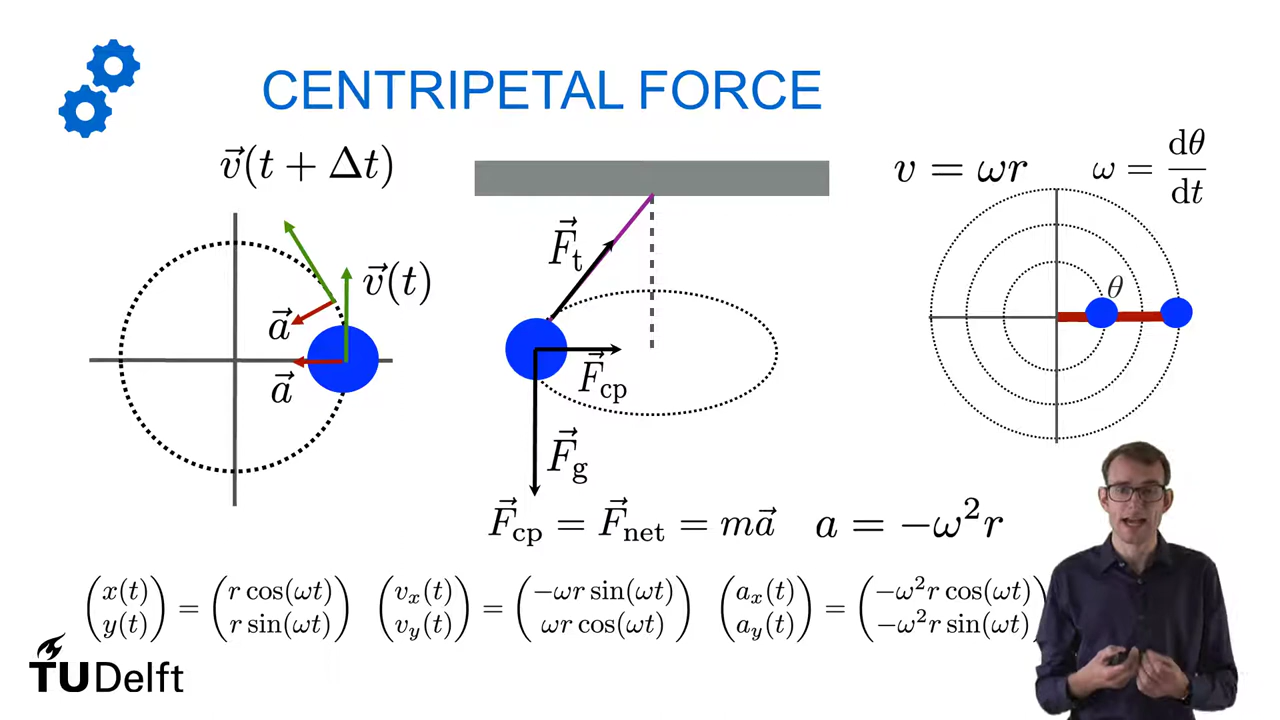 CENTRIPETAL FORCE
v⃗(t + Δt)
v⃗(t)
a⃗
a⃗
F⃗t
F⃗cp
F⃗g
v = ωr
ω = dθ/dt
θ
F⃗cp = F⃗net = ma⃗
a = −ω²r
(x(t) y(t)) = (r cos(ωt) r sin(ωt))
(vx(t) vy(t)) = (−ωr sin(ωt) ωr cos(ωt))
(ax(t) ay(t)) = (−ω²r cos(ωt) −ω²r sin(ωt))
TUDelft